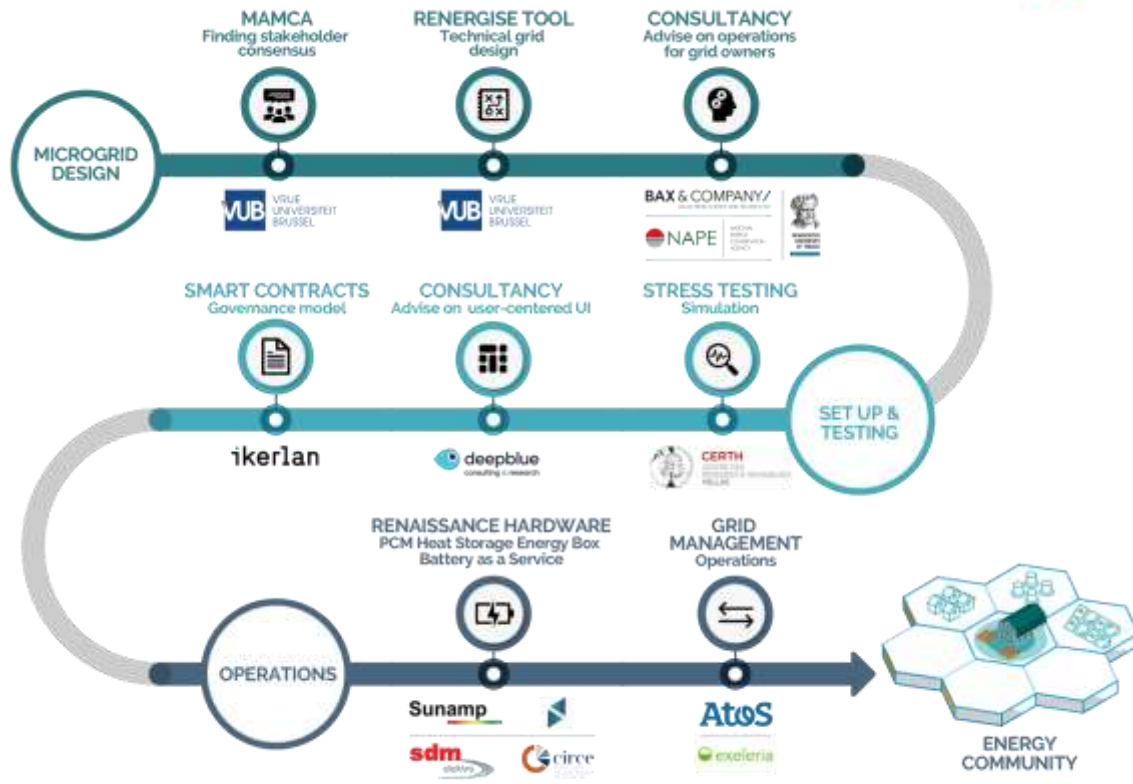 MAMCA
Finding stakeholder
consensus
RENERGISE TOOL
Technical grid
design
CONSULTANCY
Advise on operations
for grid owners
MICROGRID
DESIGN
VUB
VRIJE
UNIVERSITEIT
BRUSSEL
VUB
VRIJE
UNIVERSITEIT
BRUSSEL
BAX & COMPANY/
NAPE
SMART CONTRACTS
Governance model
CONSULTANCY
Advise on user-centered UI
STRESS TESTING
Simulation
SET UP &
TESTING
ikerlan
deepblue
consulting & research
CERTH
HELLAS
RENAISSANCE HARDWARE
PCM Heat Storage Energy Box
Battery as a Service
GRID
MANAGEMENT
Operations
OPERATIONS
Sunamp
sdm
elektro
circe
Atos
exeleria
ENERGY
COMMUNITY